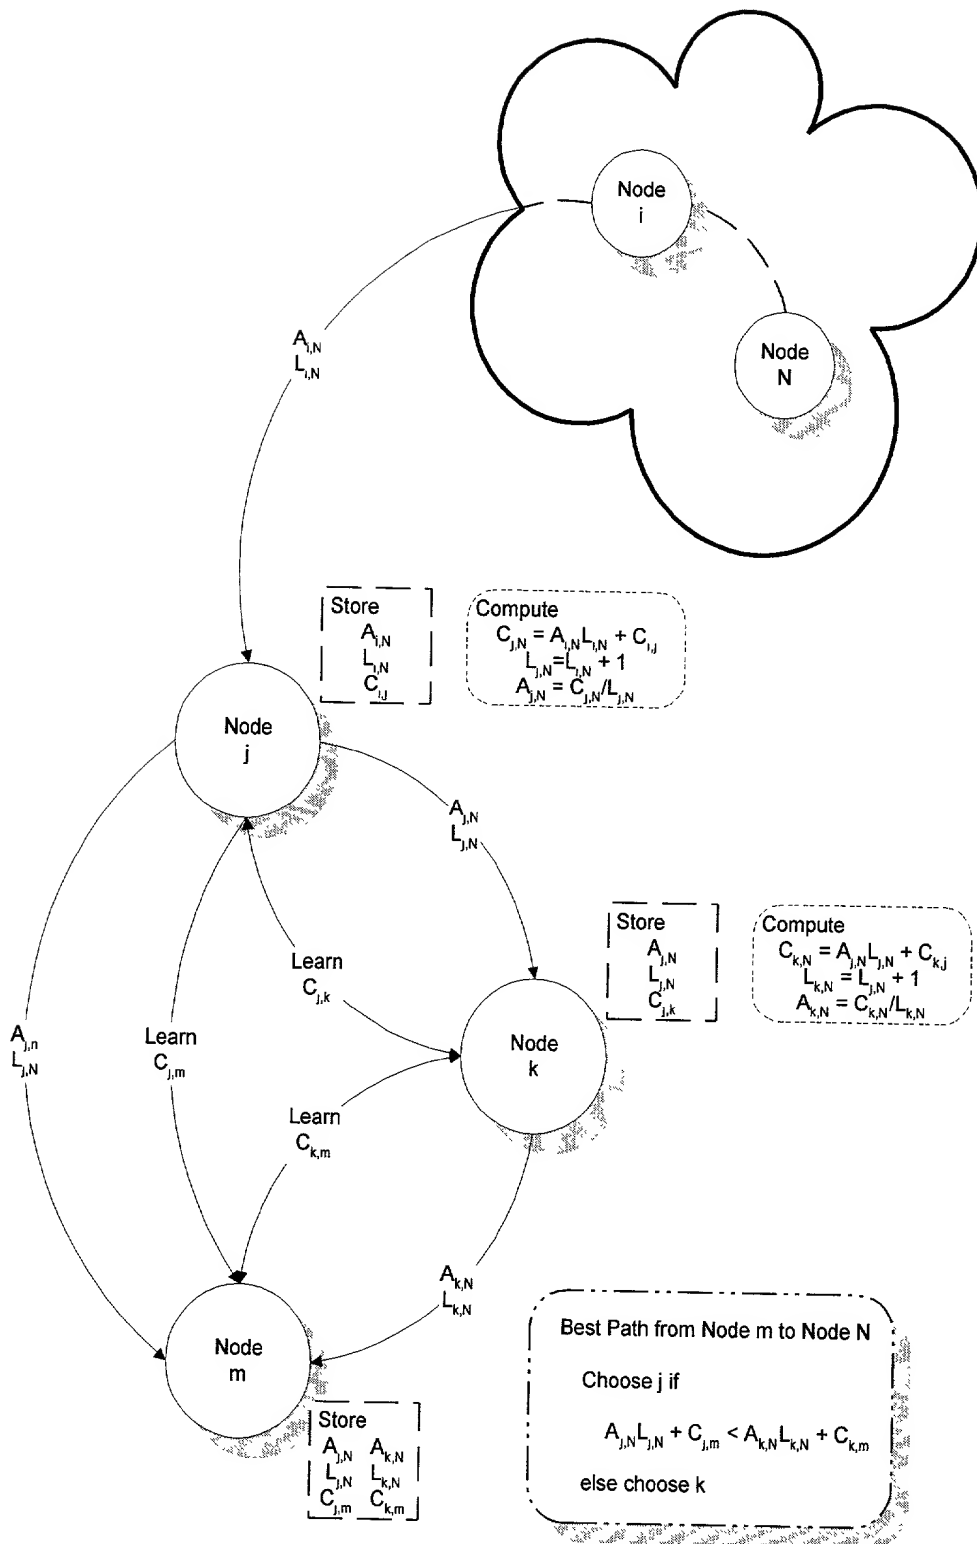 Node
i
Node
N
A_{i,N}
L_{i,N}
Store
A_{i,N}
L_{i,N}
C_{i,j}
Compute
C_{j,N} = A_{i,N}L_{i,N} + C_{i,j}
L_{j,N}=L_{i,N} + 1
A_{j,N} = C_{j,N}/L_{j,N}
Node
j
A_{j,N}
L_{j,N}
Store
A_{j,N}
L_{j,N}
C_{j,k}
Compute
C_{k,N} = A_{j,N}L_{j,N} + C_{k,j}
L_{k,N} = L_{j,N} + 1
A_{k,N} = C_{k,N}/L_{k,N}
Learn
C_{j,k}
A_{j,n}
L_{j,N}
Learn
C_{j,m}
Node
k
Learn
C_{k,m}
A_{k,N}
L_{k,N}
Node
m
Store
A_{j,N} A_{k,N}
L_{j,N} L_{k,N}
C_{j,m} C_{k,m}
Best Path from Node m to Node N
Choose j if
A_{j,N}L_{j,N} + C_{j,m} < A_{k,N}L_{k,N} + C_{k,m}
else choose k